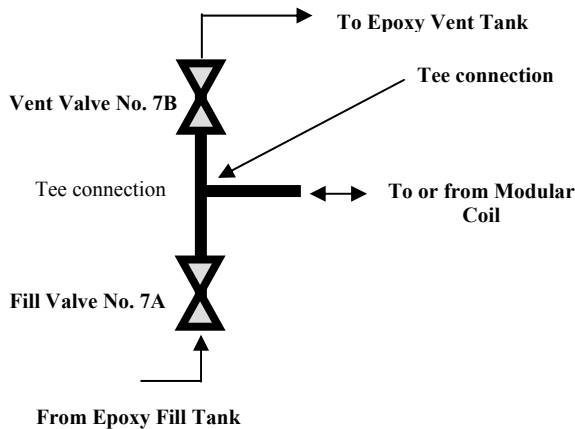 To Epoxy Vent Tank
Tee connection
Vent Valve No. 7B
Tee connection
To or from Modular
Coil
Fill Valve No. 7A
From Epoxy Fill Tank